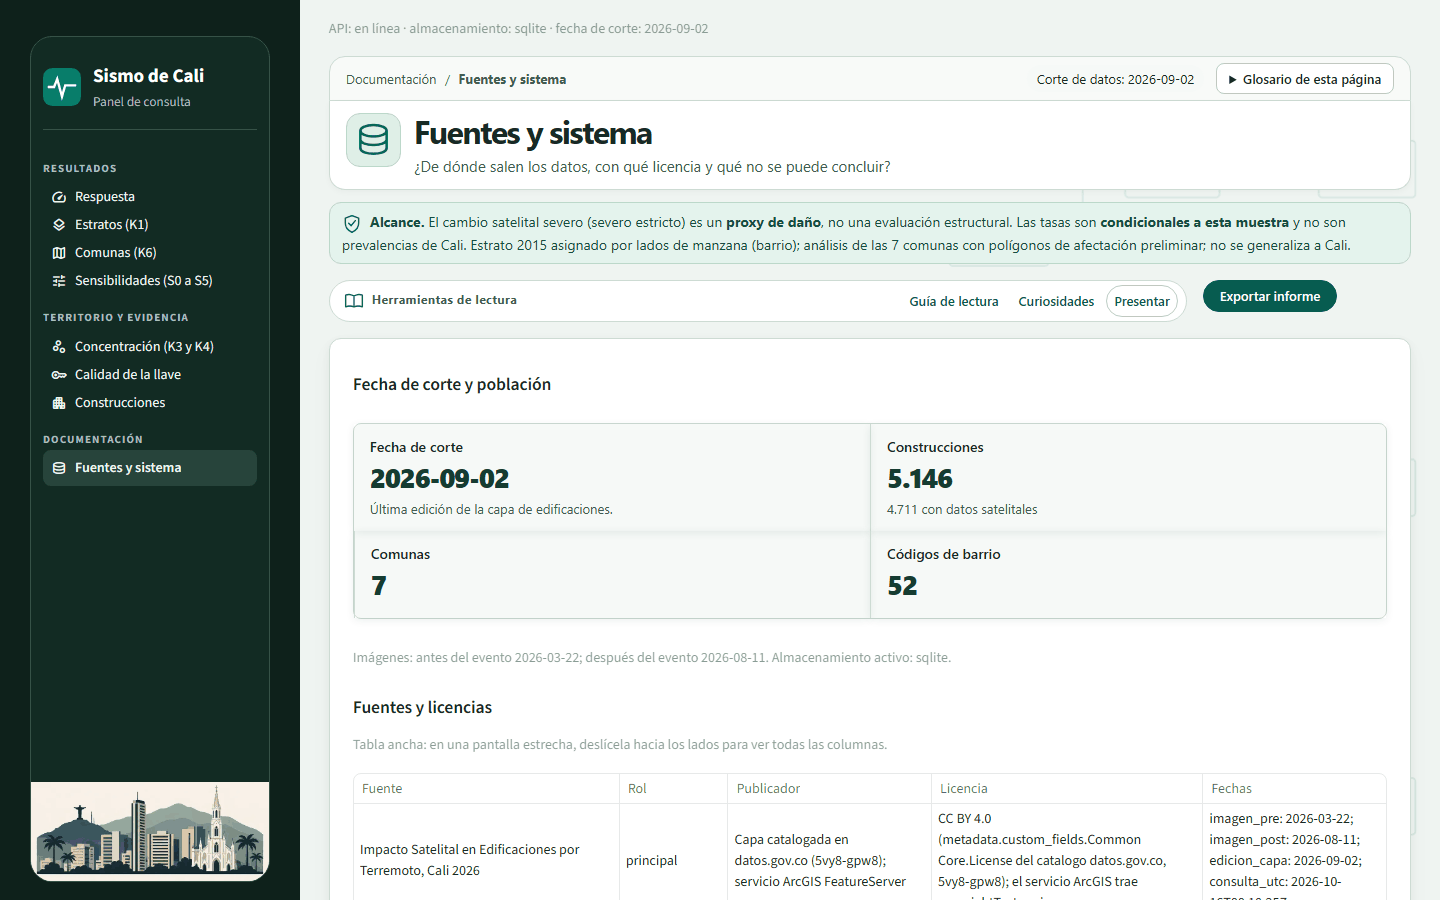 Sismo de Cali
Panel de consulta
RESULTADOS
Respuesta
Estratos (K1)
Comunas (K6)
Sensibilidades (S0 a S5)
TERRITORIO Y EVIDENCIA
Concentración (K3 y K4)
Calidad de la llave
Construcciones
DOCUMENTACIÓN
Fuentes y sistema
API: en línea · almacenamiento: sqlite · fecha de corte: 2026-09-02
Documentación / Fuentes y sistema
Corte de datos: 2026-09-02
▶ Glosario de esta página
Fuentes y sistema
¿De dónde salen los datos, con qué licencia y qué no se puede concluir?
Alcance. El cambio satelital severo (severo estricto) es un proxy de daño, no una evaluación estructural. Las tasas son condicionales a esta muestra y no son
prevalencias de Cali. Estrato 2015 asignado por lados de manzana (barrio); análisis de las 7 comunas con polígonos de afectación preliminar; no se generaliza a Cali.
Herramientas de lectura
Guía de lectura
Curiosidades
Presentar
Exportar informe
Fecha de corte y población
Fecha de corte
2026-09-02
Última edición de la capa de edificaciones.
Construcciones
5.146
4.711 con datos satelitales
Comunas
7
Códigos de barrio
52
Imágenes: antes del evento 2026-03-22; después del evento 2026-08-11. Almacenamiento activo: sqlite.
Fuentes y licencias
Tabla ancha: en una pantalla estrecha, deslícela hacia los lados para ver todas las columnas.
Fuente
Rol
Publicador
Licencia
Fechas
Impacto Satelital en Edificaciones por
Terremoto, Cali 2026
principal
Capa catalogada en
datos.gov.co (5vy8-gpw8);
servicio ArcGIS FeatureServer
CC BY 4.0
(metadata.custom_fields.Common
Core.License del catalogo datos.gov.co,
5vy8-gpw8); el servicio ArcGIS trae
imagen_pre: 2026-03-22;
imagen_post: 2026-08-11;
edicion_capa: 2026-09-02;
consulta_utc: 2026-10-